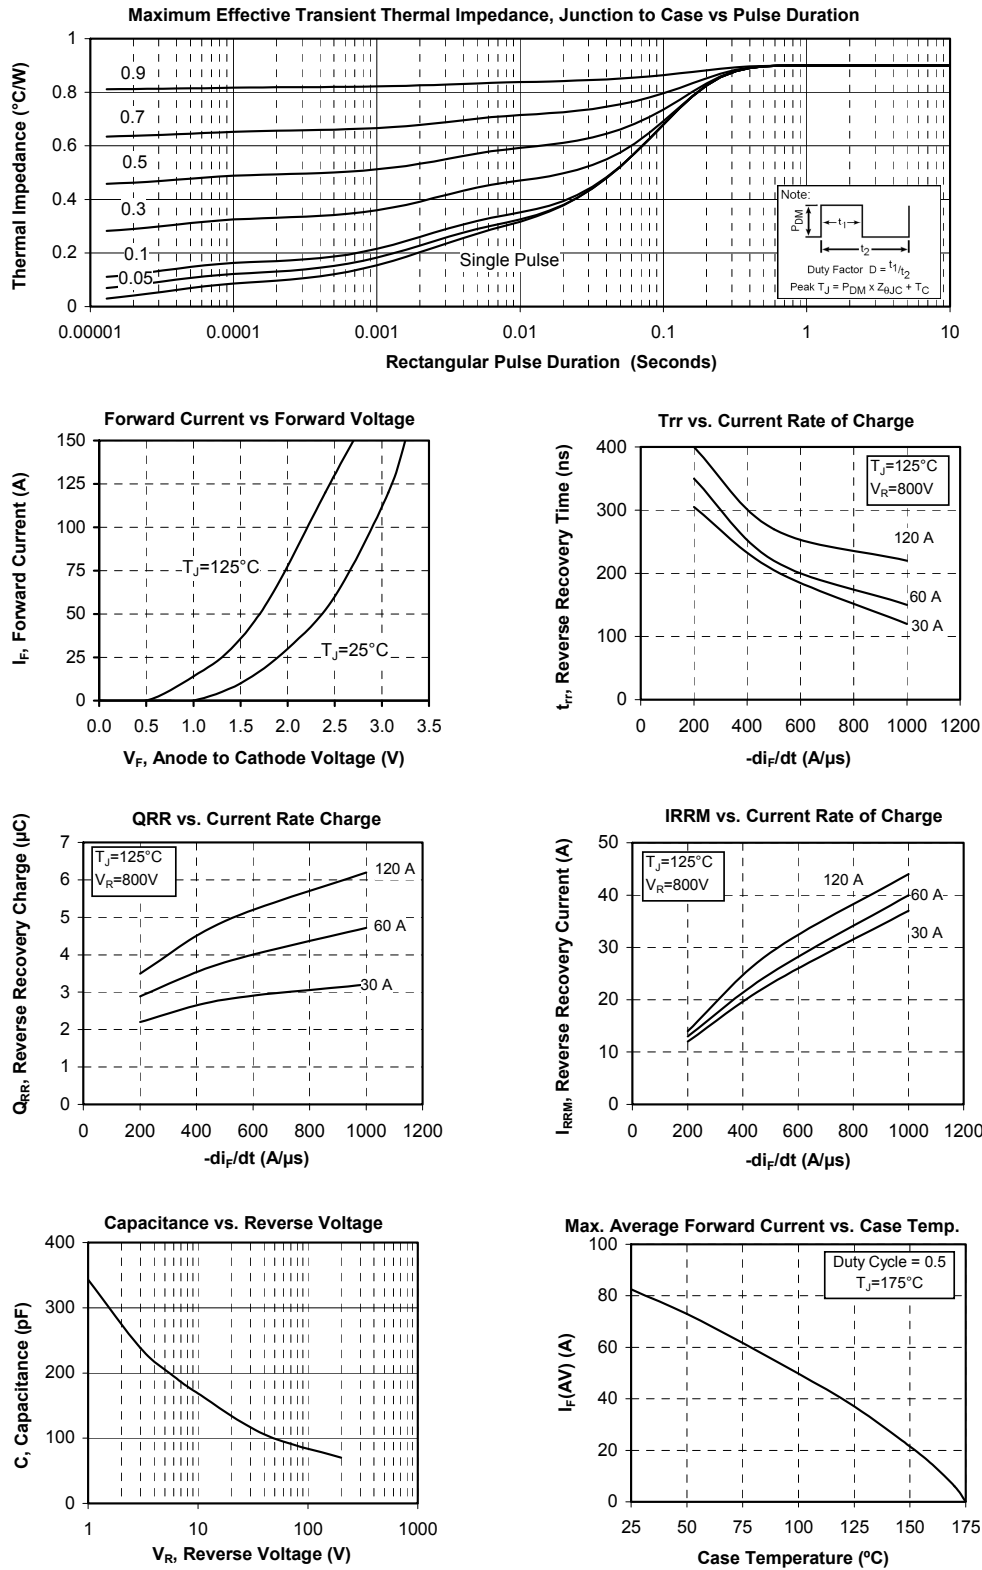 Maximum Effective Transient Thermal Impedance, Junction to Case vs Pulse Duration
Thermal Impedance (°C/W)
1
0.8
0.6
0.4
0.2
0
0.9
0.7
0.5
0.3
0.1
0.05
Single Pulse
Note:
PDM
t1
t2
Duty Factor D = t1/t2
Peak TJ = PDM x ZθJC + TC
0.00001 0.0001 0.001 0.01 0.1 1 10
Rectangular Pulse Duration (Seconds)
Forward Current vs Forward Voltage
IF, Forward Current (A)
150
125
100
75
50
25
0
TJ=125°C
TJ=25°C
0.0 0.5 1.0 1.5 2.0 2.5 3.0 3.5
VF, Anode to Cathode Voltage (V)
Trr vs. Current Rate of Charge
trr, Reverse Recovery Time (ns)
400
300
200
100
0
TJ=125°C
VR=800V
120 A
60 A
30 A
0 200 400 600 800 1000 1200
-diF/dt (A/µs)
QRR vs. Current Rate Charge
QRR, Reverse Recovery Charge (µC)
7
6
5
4
3
2
1
0
TJ=125°C
VR=800V
120 A
60 A
30 A
0 200 400 600 800 1000 1200
-diF/dt (A/µs)
IRRM vs. Current Rate of Charge
IRRM, Reverse Recovery Current (A)
50
40
30
20
10
0
TJ=125°C
VR=800V
120 A
60 A
30 A
0 200 400 600 800 1000 1200
-diF/dt (A/µs)
Capacitance vs. Reverse Voltage
C, Capacitance (pF)
400
300
200
100
0
1 10 100 1000
VR, Reverse Voltage (V)
Max. Average Forward Current vs. Case Temp.
IF(AV) (A)
100
80
60
40
20
0
Duty Cycle = 0.5
TJ=175°C
25 50 75 100 125 150 175
Case Temperature (ºC)